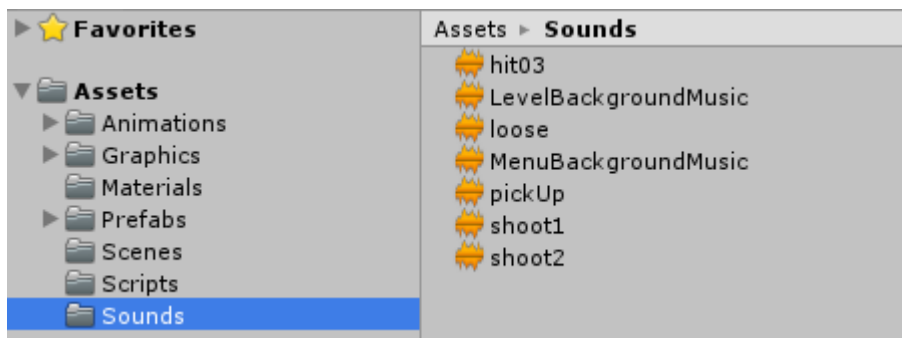 Favorites
Assets
Animations
Graphics
Materials
Prefabs
Scenes
Scripts
Sounds
Assets ▸ Sounds
hit03
LevelBackgroundMusic
loose
MenuBackgroundMusic
pickUp
shoot1
shoot2